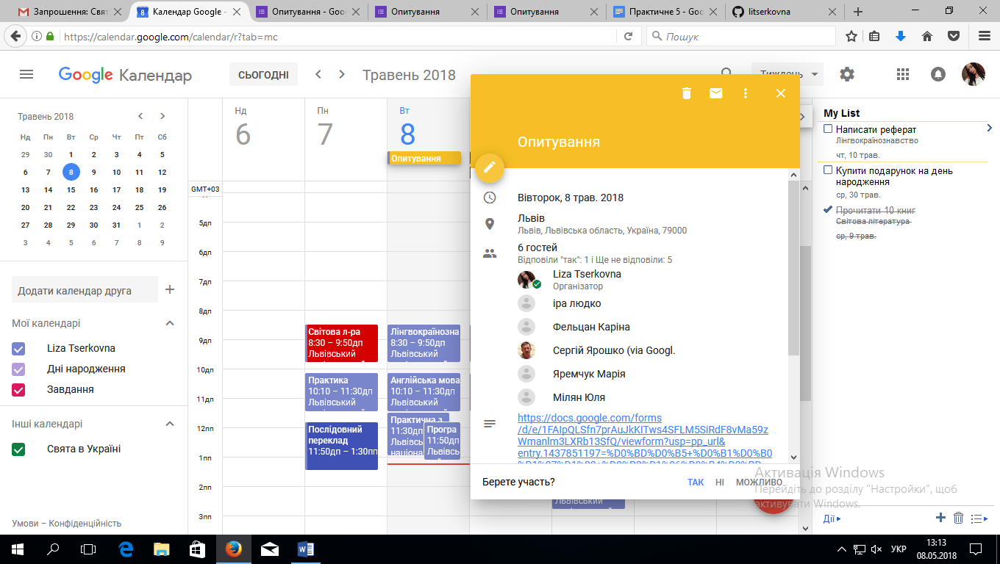 Запрошення: Свят
Календар Google -
Опитування - Goo
Опитування
Опитування
Практичне 5 - Goo
litserkovna
https://calendar.google.com/calendar/r?tab=mc
Пошук
Google Календар
СЬОГОДНІ
Травень 2018
Тиждень
Травень 2018
Нд Пн Вт Ср Чт Пт Сб
29 30 1 2 3 4 5
6 7 8 9 10 11 12
13 14 15 16 17 18 19
20 21 22 23 24 25 26
27 28 29 30 31 1 2
3 4 5 6 7 8 9
Додати календар друга
Мої календарі
Liza Tserkovna
Дні народження
Завдання
Інші календарі
Свята в Україні
Умови – Конфіденційність
Нд
6
Пн
7
Вт
8
Опитування
GMT+03
5дп
6дп
7дп
8дп
9дп
10дп
11дп
12пп
1пп
2пп
3пп
Світова л-ра
8:30 – 9:50дп
Львівський
Практика
10:10 – 11:30дп
Львівський
Послідовний
переклад
11:50дп – 1:30пп
Лінгвокраїнозна
8:30 – 9:50дп
Львівський
Англійська мова
10:10 – 11:30дп
Львівський
Практична з
11:30дп
Львівсь
націона
Програ
11:50дп
Львівсь
Львівський
Опитування
Вівторок, 8 трав. 2018
Львів
Львів, Львівська область, Україна, 79000
6 гостей
Відповіли "так": 1 і Ще не відповіли: 5
Liza Tserkovna
Організатор
іра людко
Фельцан Каріна
Сергій Ярошко (via Googl.
Яремчук Марія
Мілян Юля
https://docs.google.com/forms
/d/e/1FAIpQLSfn7prAuJkKITws4SFLM5SiRdF8vMa59z
Wmanlm3LXRb13SfQ/viewform?usp=pp_url&
entry.1437851197=%D0%BD%D0%B5+%D0%B1%D0%B0
Берете участь?
ТАК НІ МОЖЛИВО
My List
Написати реферат
Лінгвокраїнознавство
чт, 10 трав.
Купити подарунок на день
народження
ср, 30 трав.
Прочитати 10 книг
Світова література
ср, 9 трав.
Активація Windows
Перейдіть до розділу "Настройки", щоб
активувати Windows.
Дії
УКР
13:13
08.05.2018